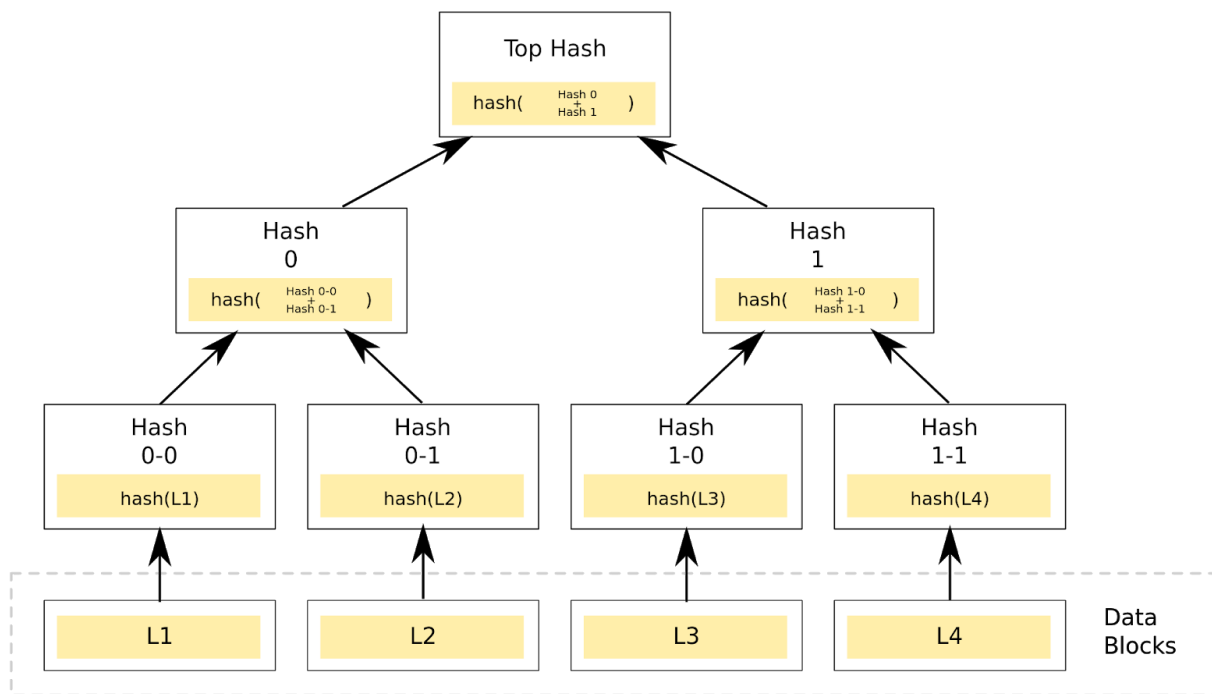 Top Hash
hash( Hash 0 + Hash 1 )
Hash
0
hash( Hash 0-0 + Hash 0-1 )
Hash
1
hash( Hash 1-0 + Hash 1-1 )
Hash
0-0
hash(L1)
Hash
0-1
hash(L2)
Hash
1-0
hash(L3)
Hash
1-1
hash(L4)
L1
L2
L3
L4
Data
Blocks